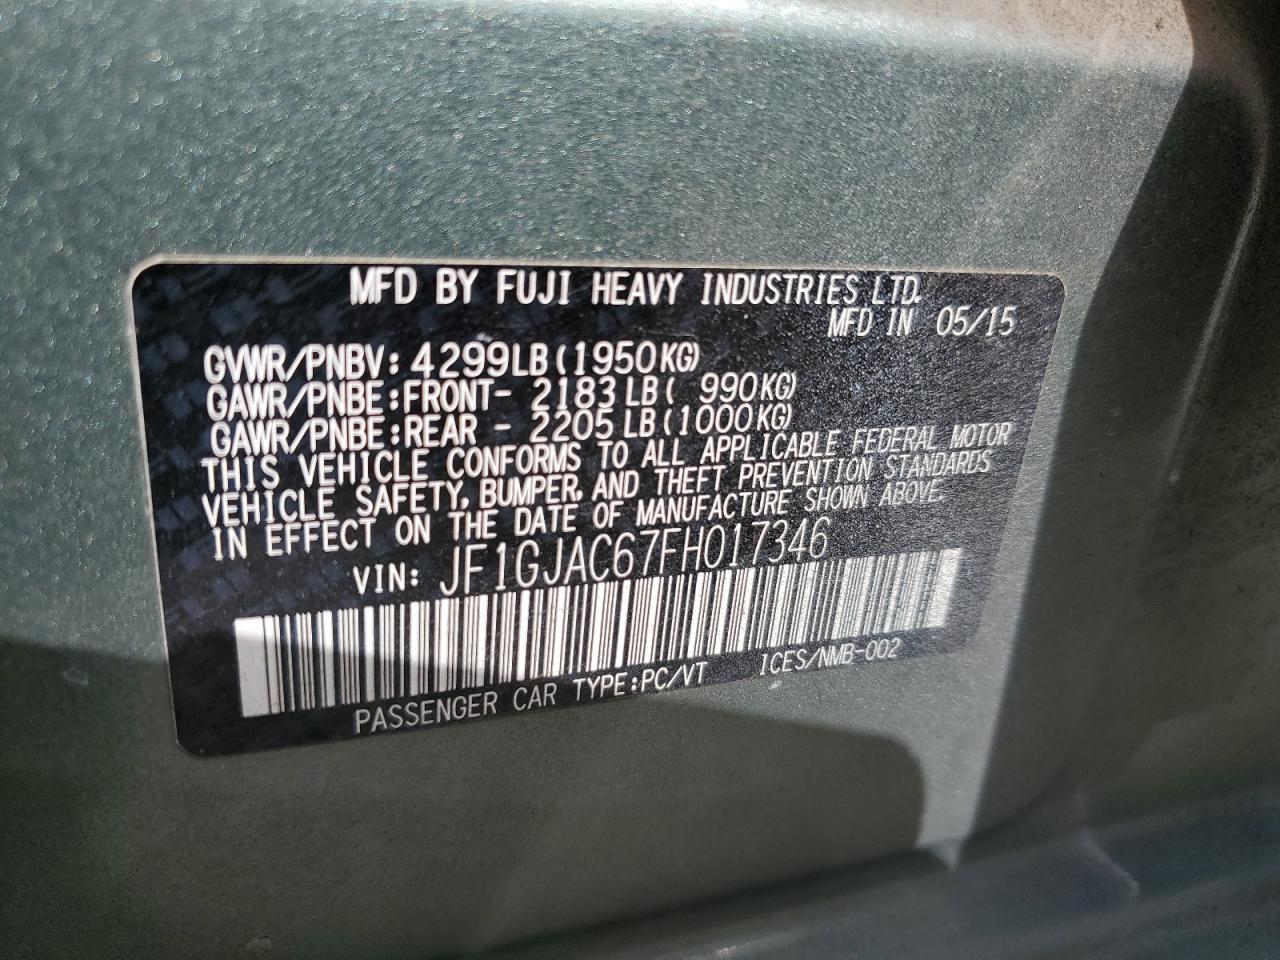 MFD BY FUJI HEAVY INDUSTRIES LTD.
MFD IN 05/15
GVWR/PNBV: 4299LB (1950KG)
GAWR/PNBE:FRONT- 2183 LB ( 990KG)
GAWR/PNBE:REAR - 2205 LB (1000KG)
THIS VEHICLE CONFORMS TO ALL APPLICABLE FEDERAL MOTOR
VEHICLE SAFETY, BUMPER, AND THEFT PREVENTION STANDARDS
IN EFFECT ON THE DATE OF MANUFACTURE SHOWN ABOVE.
VIN: JF1GJAC67FH017346
PASSENGER CAR TYPE:PC/VT ICES/NMB-002